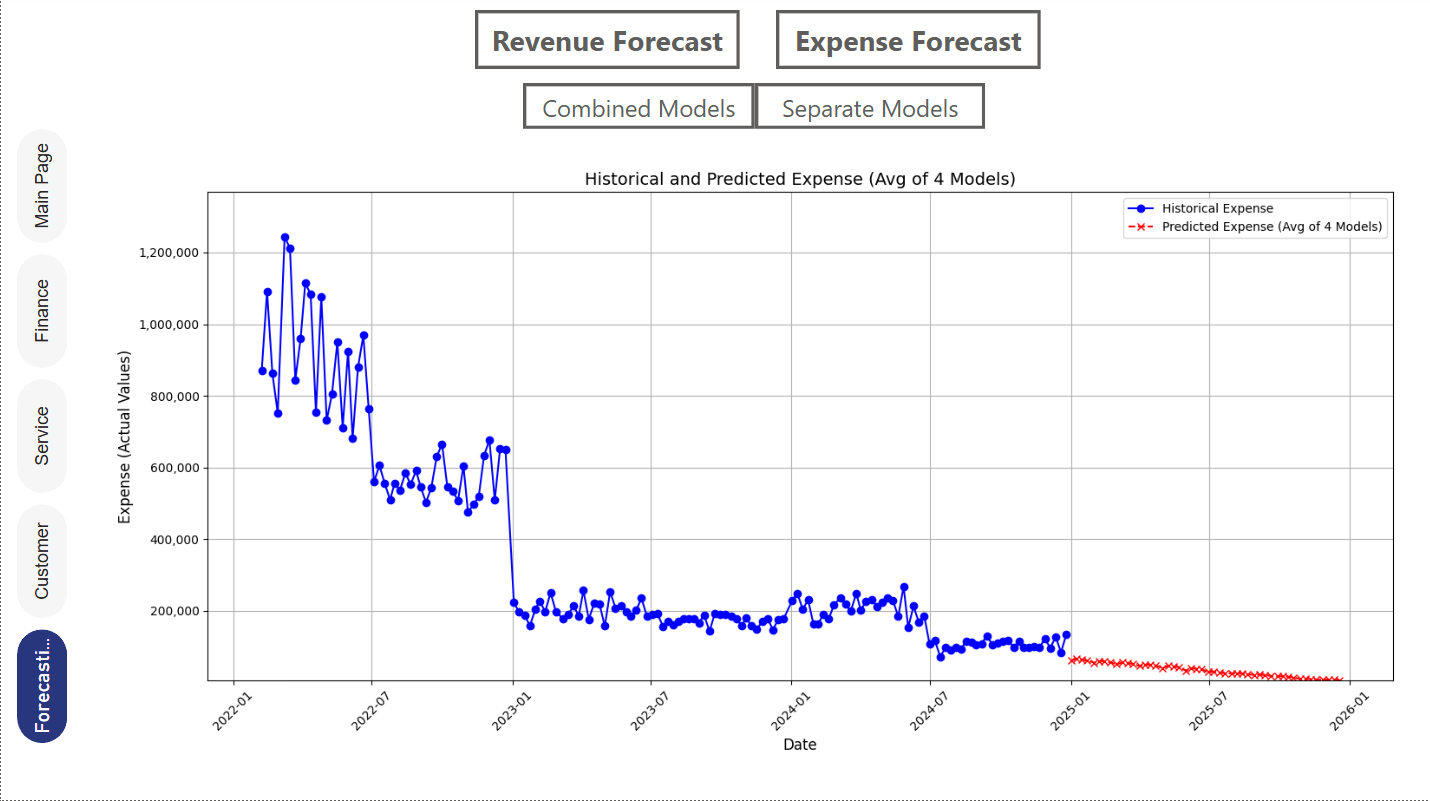 Revenue Forecast
Expense Forecast
Combined Models
Separate Models
Main Page
Finance
Service
Customer
Forecasti...
Historical and Predicted Expense (Avg of 4 Models)
Historical Expense
Predicted Expense (Avg of 4 Models)
Expense (Actual Values)
1,200,000
1,000,000
800,000
600,000
400,000
200,000
2022-01
2022-07
2023-01
2023-07
2024-01
2024-07
2025-01
2025-07
2026-01
Date